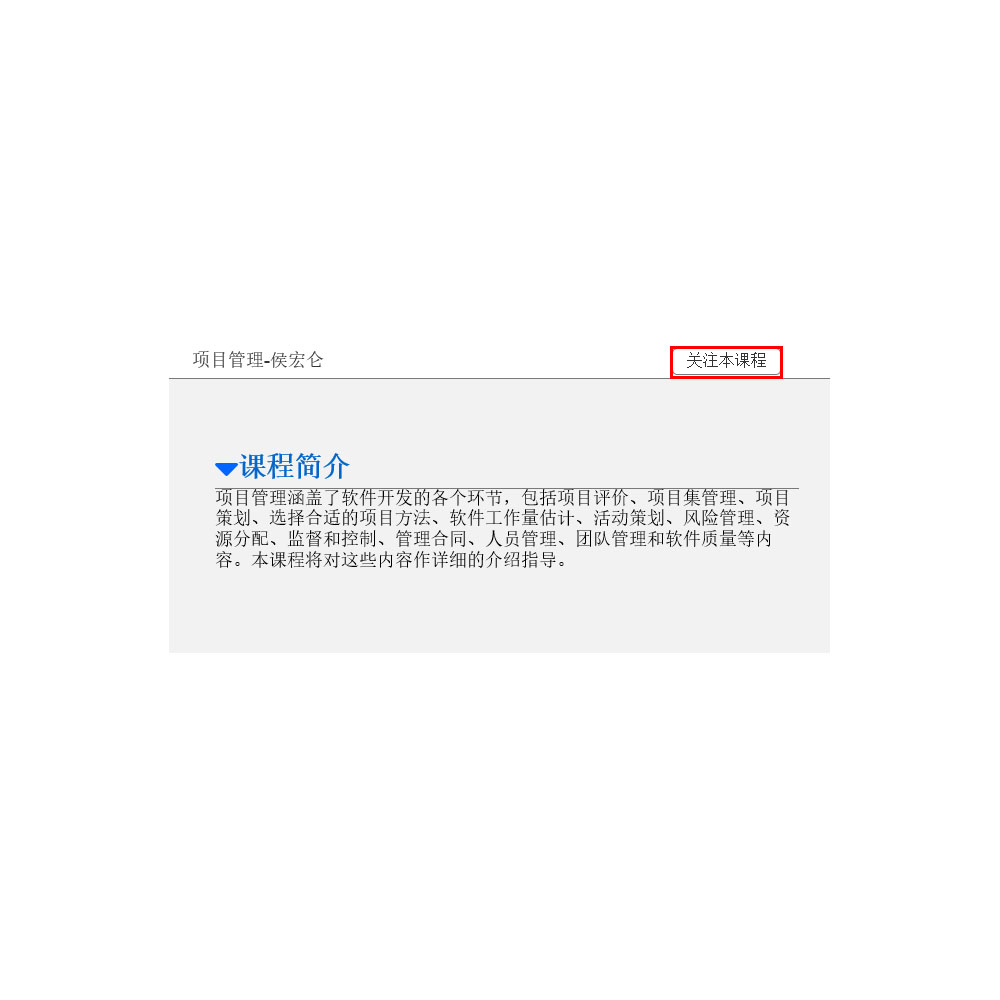 项目管理-侯宏仑
关注本课程
课程简介
项目管理涵盖了软件开发的各个环节，包括项目评价、项目集管理、项目
策划、选择合适的项目方法、软件工作量估计、活动策划、风险管理、资
源分配、监督和控制、管理合同、人员管理、团队管理和软件质量等内
容。本课程将对这些内容作详细的介绍指导。